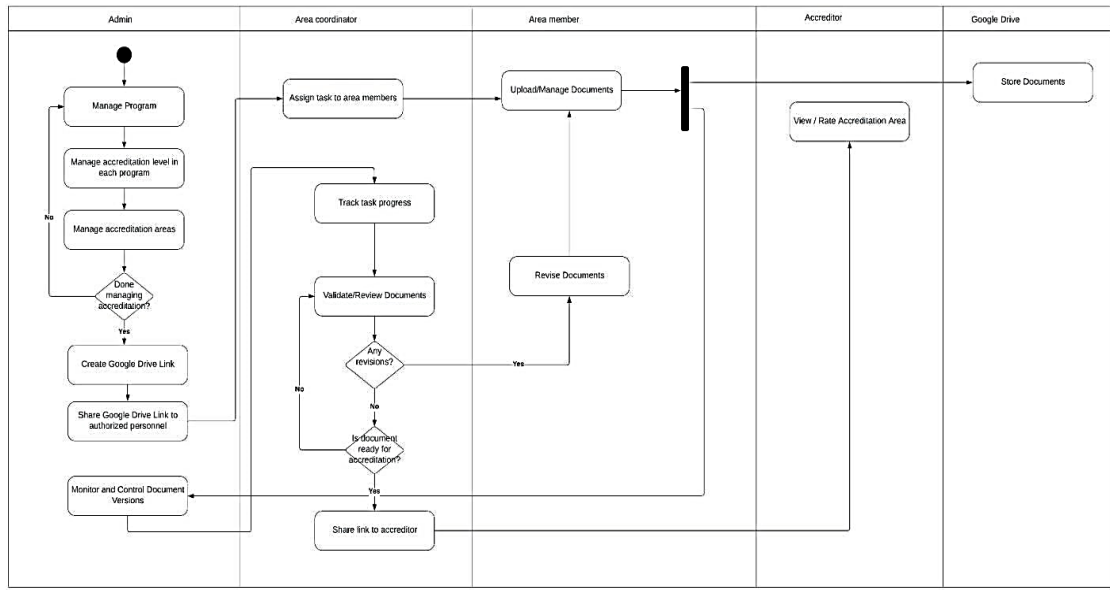 Admin
Area coordinator
Area member
Accreditor
Google Drive
Manage Program
Manage accreditation level in
each program
No
Manage accreditation areas
Done
managing
accreditation?
Yes
Create Google Drive Link
Share Google Drive Link to
authorized personnel
Monitor and Control Document
Versions
Assign task to area members
Track task progress
Validate/Review Documents
Any
revisions?
Yes
No
No
Is document
ready for
accreditation?
Yes
Share link to accreditor
Upload/Manage Documents
Revise Documents
View / Rate Accreditation Area
Store Documents